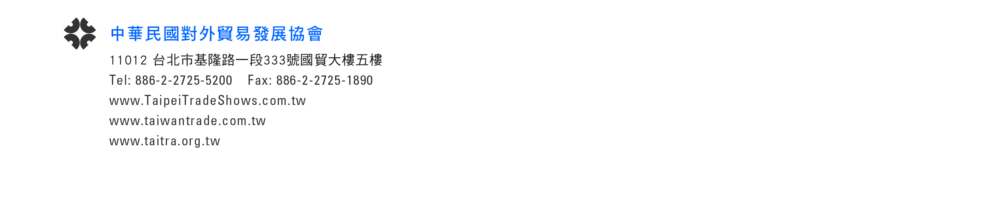 中華民國對外貿易發展協會
11012 台北市基隆路一段333號國貿大樓五樓
Tel: 886-2-2725-5200 Fax: 886-2-2725-1890
www.TaipeiTradeShows.com.tw
www.taiwantrade.com.tw
www.taitra.org.tw